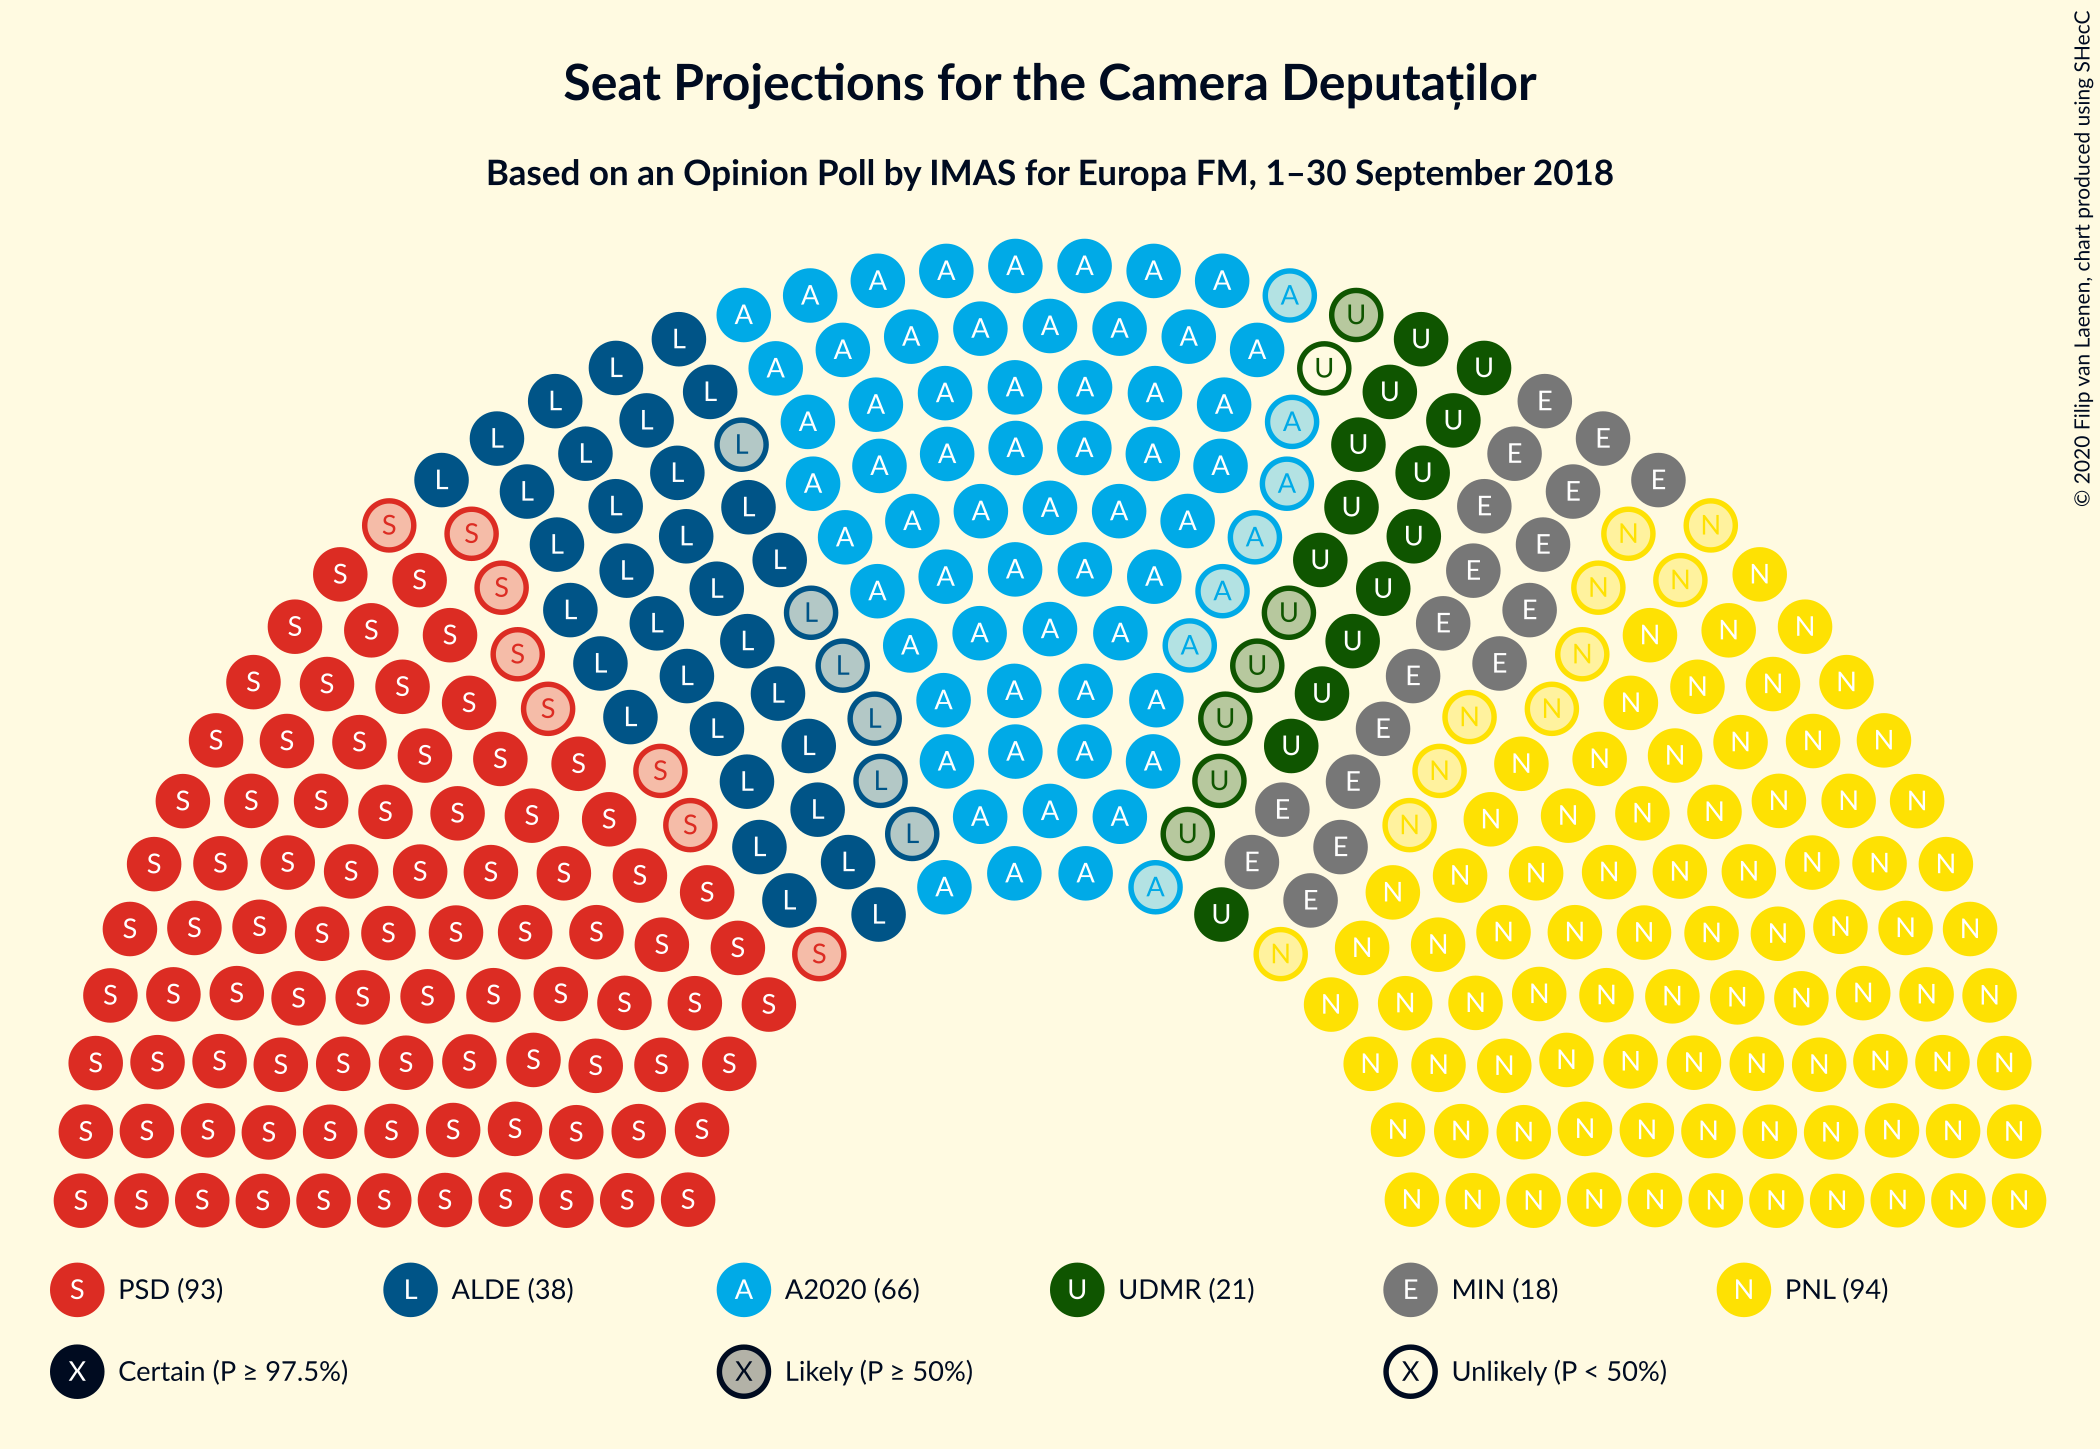 Seat Projections for the Camera Deputaților
Based on an Opinion Poll by IMAS for Europa FM, 1–30 September 2018
© 2020 Filip van Laenen, chart produced using SHecC
S PSD (93) L ALDE (38) A A2020 (66) U UDMR (21) E MIN (18) N PNL (94)
X Certain (P ≥ 97.5%) X Likely (P ≥ 50%) X Unlikely (P < 50%)